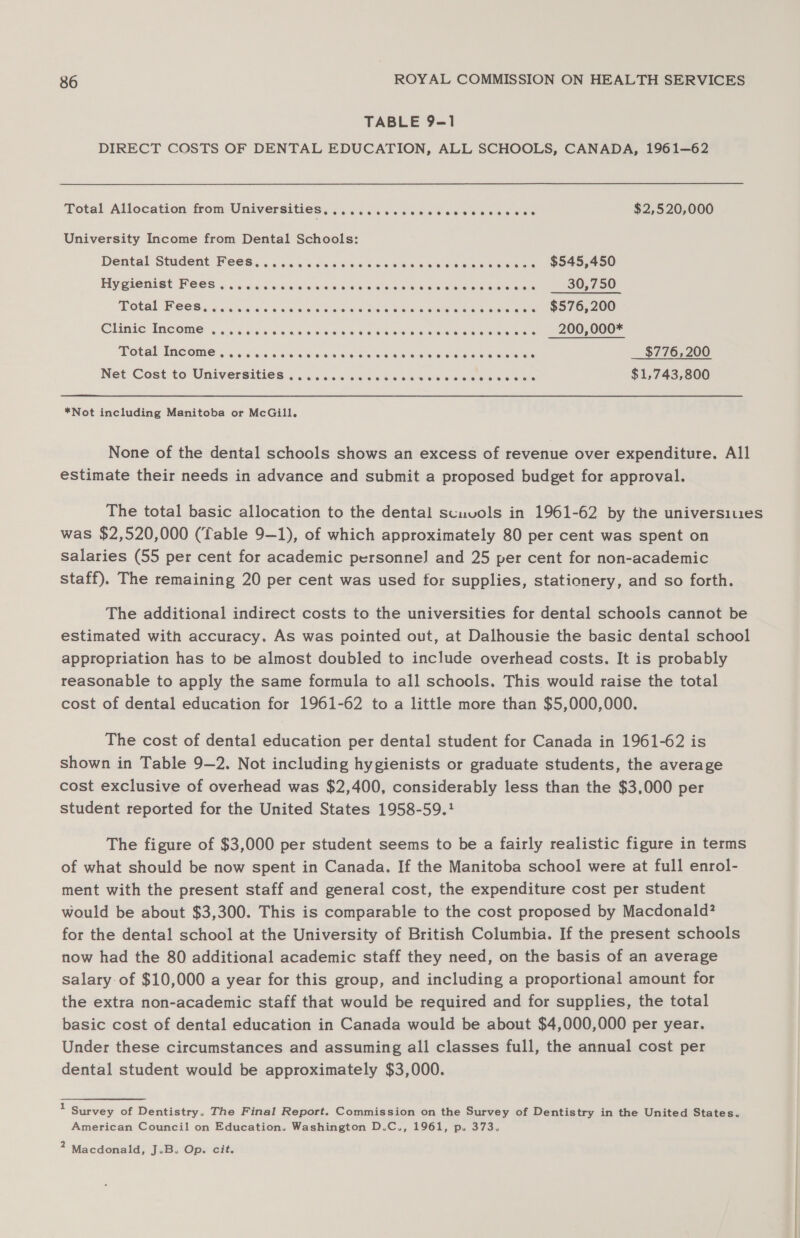 86 ROYAL COMMISSION ON HEALTH SERVICES
TABLE 9–1
DIRECT COSTS OF DENTAL EDUCATION, ALL SCHOOLS, CANADA, 1961–62
Total Allocation from Universities........................ $2,520,000
University Income from Dental Schools:
Dental Student Fees................................ $545,450
Hygienist Fees.................................... 30,750
Total Fees...................................... $576,200
Clinic Income..................................... 200,000*
Total Income.................................... $776,200
Net Cost to Universities............................ $1,743,800
*Not including Manitoba or McGill.
None of the dental schools shows an excess of revenue over expenditure. All
estimate their needs in advance and submit a proposed budget for approval.
The total basic allocation to the dental scuuols in 1961-62 by the universities
was $2,520,000 (Table 9–1), of which approximately 80 per cent was spent on
salaries (55 per cent for academic personnel and 25 per cent for non-academic
staff). The remaining 20 per cent was used for supplies, stationery, and so forth.
The additional indirect costs to the universities for dental schools cannot be
estimated with accuracy. As was pointed out, at Dalhousie the basic dental school
appropriation has to be almost doubled to include overhead costs. It is probably
reasonable to apply the same formula to all schools. This would raise the total
cost of dental education for 1961-62 to a little more than $5,000,000.
The cost of dental education per dental student for Canada in 1961-62 is
shown in Table 9–2. Not including hygienists or graduate students, the average
cost exclusive of overhead was $2,400, considerably less than the $3,000 per
student reported for the United States 1958-59.¹
The figure of $3,000 per student seems to be a fairly realistic figure in terms
of what should be now spent in Canada. If the Manitoba school were at full enrol-
ment with the present staff and general cost, the expenditure cost per student
would be about $3,300. This is comparable to the cost proposed by Macdonald²
for the dental school at the University of British Columbia. If the present schools
now had the 80 additional academic staff they need, on the basis of an average
salary of $10,000 a year for this group, and including a proportional amount for
the extra non-academic staff that would be required and for supplies, the total
basic cost of dental education in Canada would be about $4,000,000 per year.
Under these circumstances and assuming all classes full, the annual cost per
dental student would be approximately $3,000.
¹ Survey of Dentistry. The Final Report. Commission on the Survey of Dentistry in the United States.
American Council on Education. Washington D.C., 1961, p. 373.
² Macdonald, J.B. Op. cit.